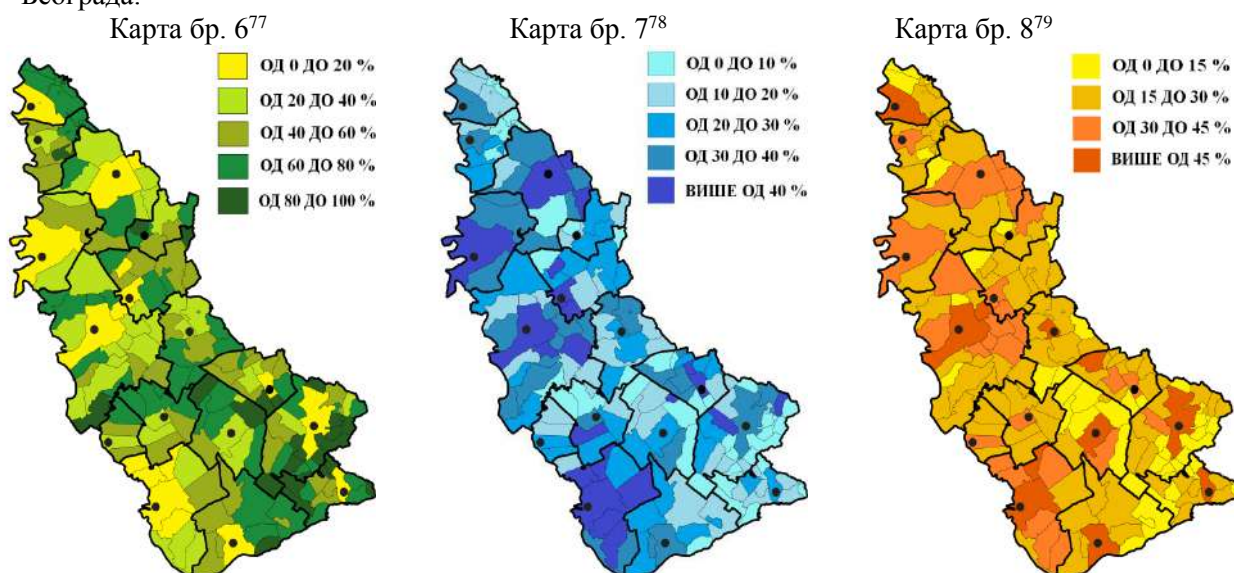 Београда.
Карта бр. 6⁷⁷
Карта бр. 7⁷⁸
Карта бр. 8⁷⁹
ОД 0 ДО 20 %
ОД 20 ДО 40 %
ОД 40 ДО 60 %
ОД 60 ДО 80 %
ОД 80 ДО 100 %
ОД 0 ДО 10 %
ОД 10 ДО 20 %
ОД 20 ДО 30 %
ОД 30 ДО 40 %
ВИШЕ ОД 40 %
ОД 0 ДО 15 %
ОД 15 ДО 30 %
ОД 30 ДО 45 %
ВИШЕ ОД 45 %